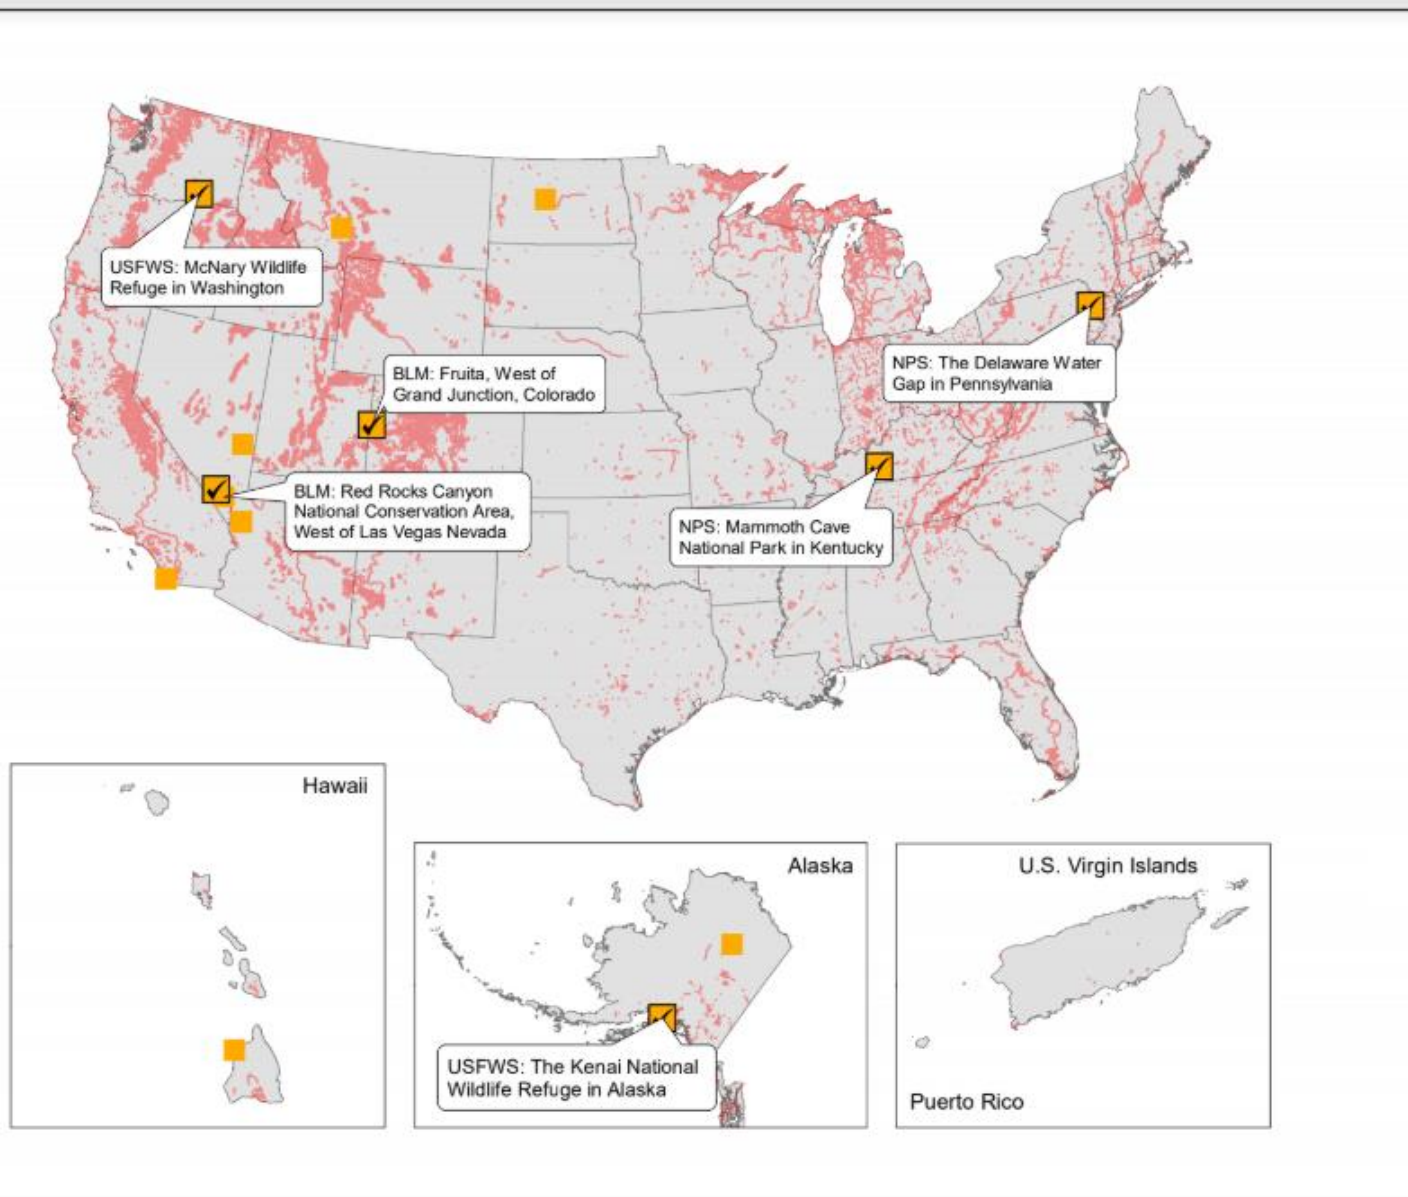 USFWS: McNary Wildlife
Refuge in Washington
BLM: Fruita, West of
Grand Junction, Colorado
NPS: The Delaware Water
Gap in Pennsylvania
BLM: Red Rocks Canyon
National Conservation Area,
West of Las Vegas Nevada
NPS: Mammoth Cave
National Park in Kentucky
Hawaii
Alaska
USFWS: The Kenai National
Wildlife Refuge in Alaska
U.S. Virgin Islands
Puerto Rico